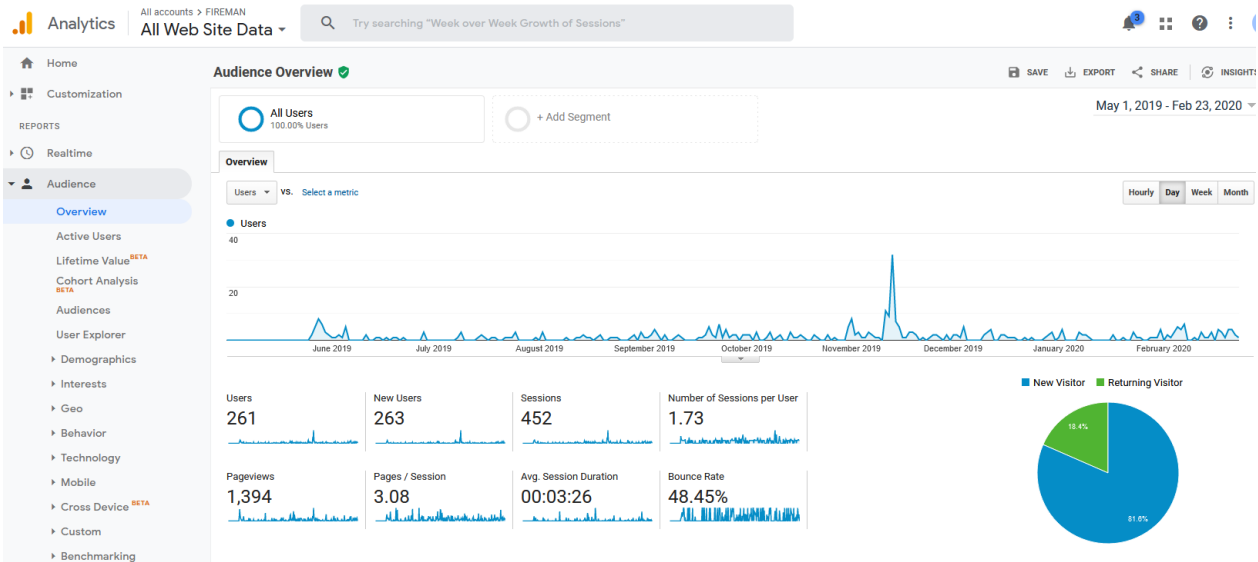 Analytics
All accounts > FIREMAN
All Web Site Data
Try searching "Week over Week Growth of Sessions"
3
Home
Customization
REPORTS
Realtime
Audience
Overview
Active Users
Lifetime Value BETA
Cohort Analysis
BETA
Audiences
User Explorer
Demographics
Interests
Geo
Behavior
Technology
Mobile
Cross Device BETA
Custom
Benchmarking
Audience Overview
SAVE
EXPORT
SHARE
INSIGHTS
All Users
100.00% Users
+ Add Segment
May 1, 2019 - Feb 23, 2020
Overview
Users
VS.
Select a metric
Hourly
Day
Week
Month
Users
40
20
June 2019
July 2019
August 2019
September 2019
October 2019
November 2019
December 2019
January 2020
February 2020
Users
261
New Users
263
Sessions
452
Number of Sessions per User
1.73
Pageviews
1,394
Pages / Session
3.08
Avg. Session Duration
00:03:26
Bounce Rate
48.45%
New Visitor
Returning Visitor
18.4%
81.6%